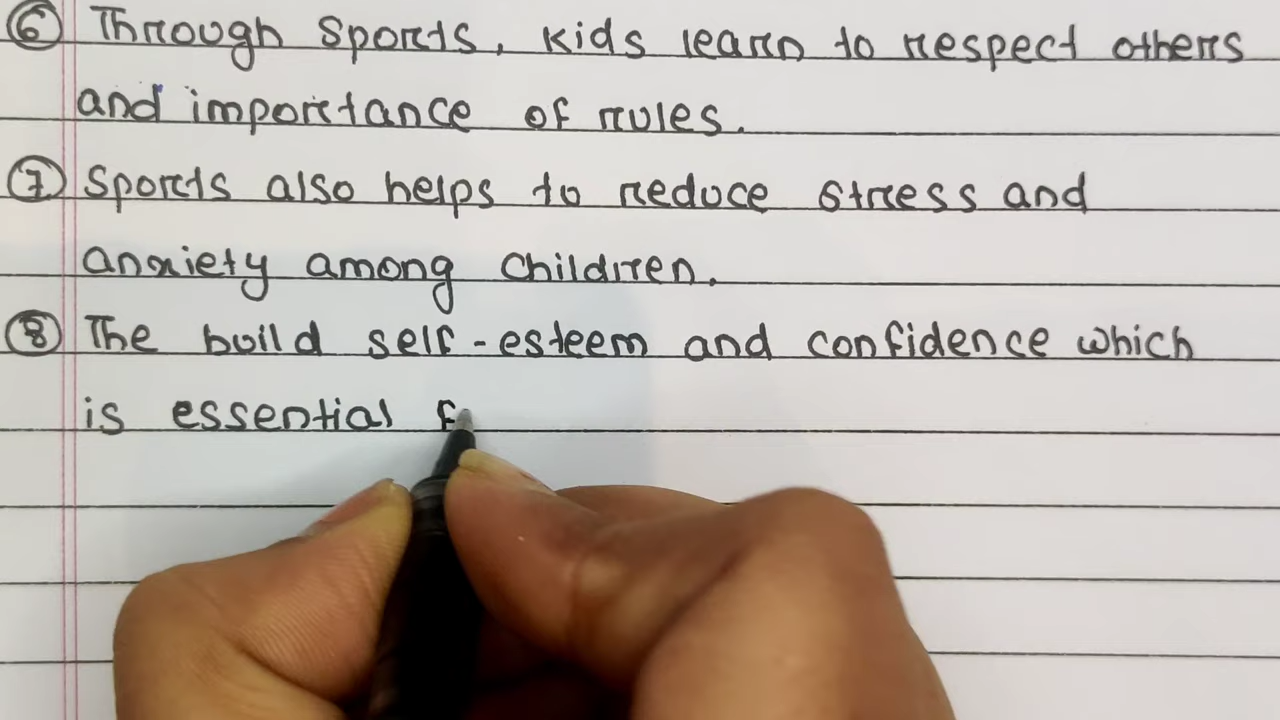 ⑥ Through Sports, kids learn to respect others
and importance of rules.
⑦ Sports also helps to reduce stress and
anxiety among children.
⑧ The build self-esteem and confidence which
is essential